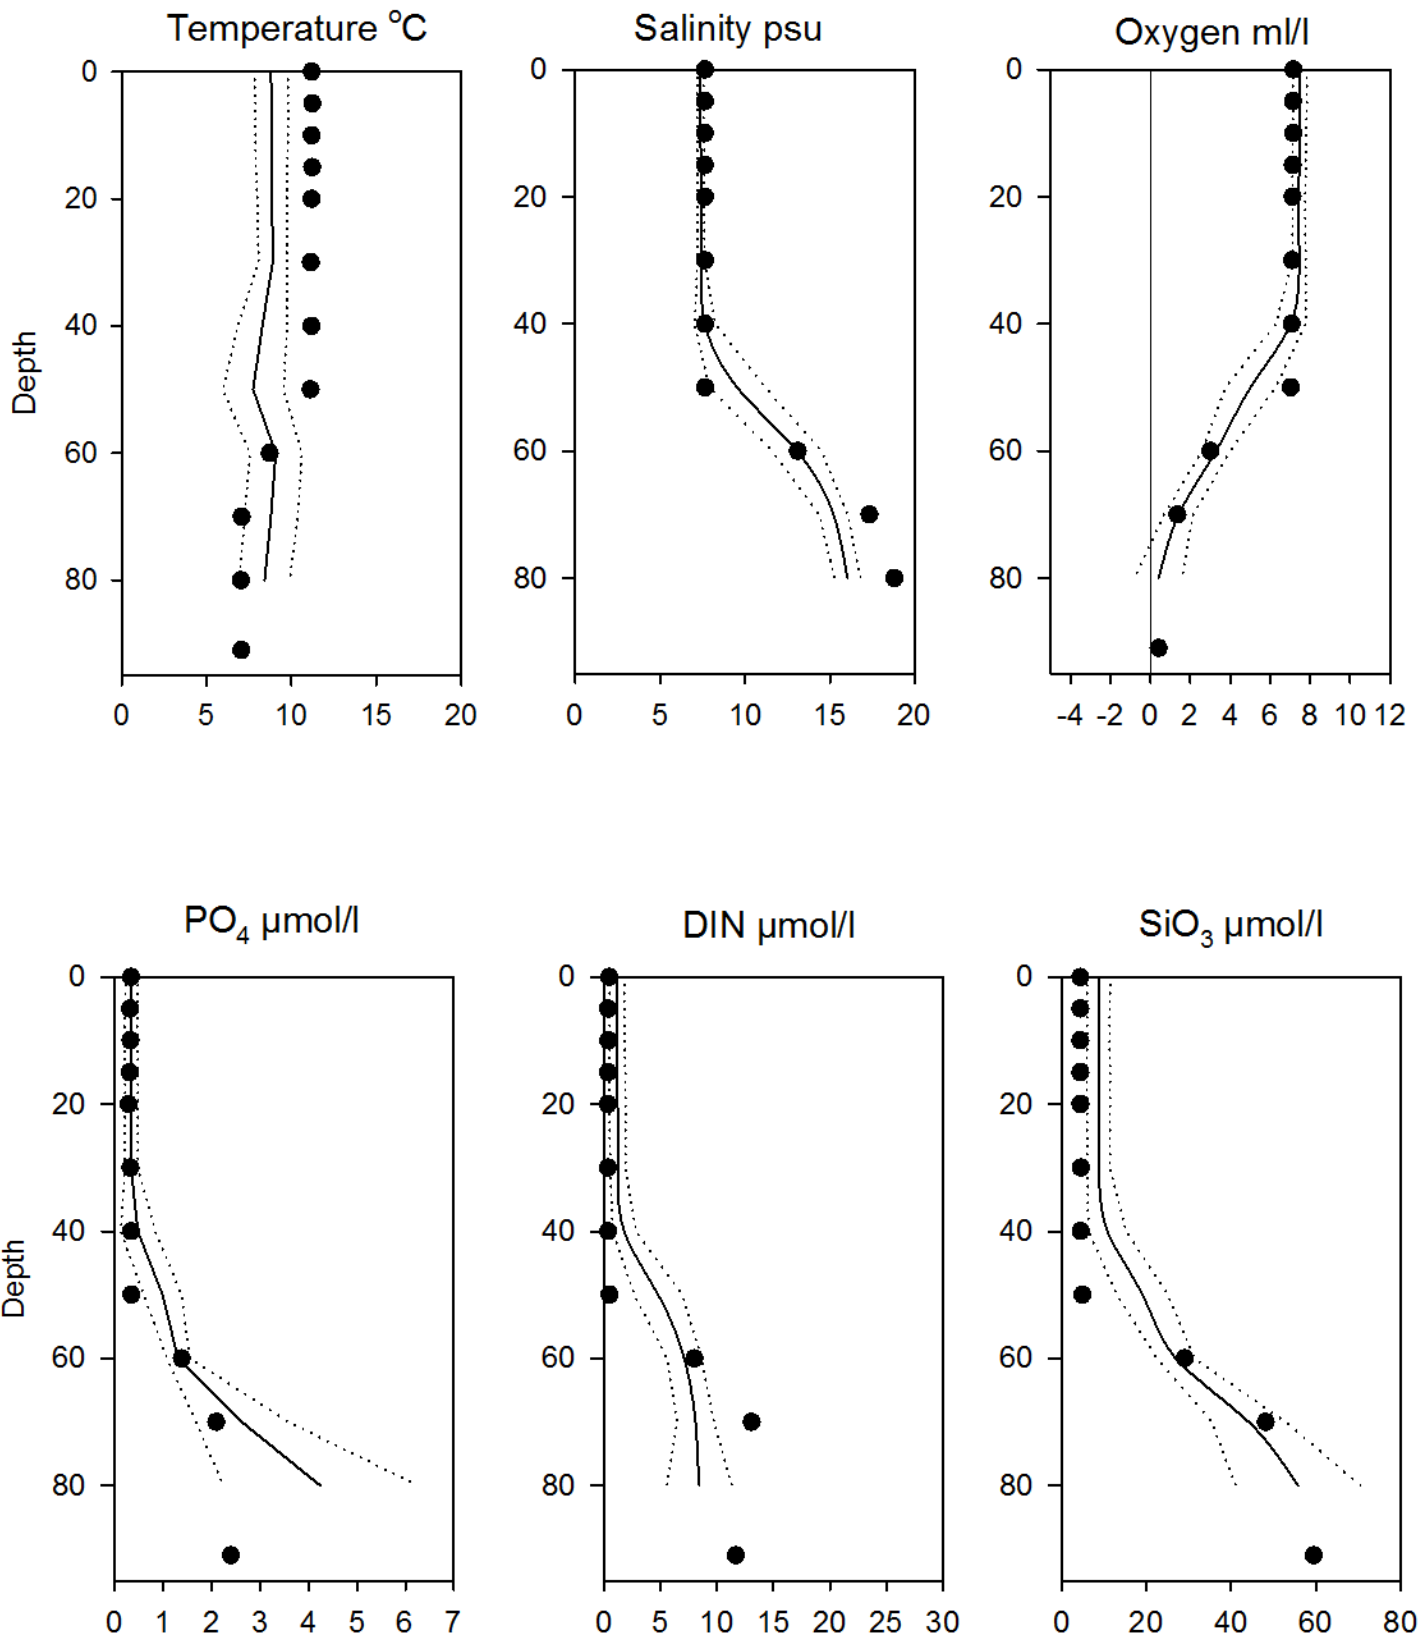 Temperature °C
Salinity psu
Oxygen ml/l
0
20
40
60
80
Depth
0 5 10 15 20
0
20
40
60
80
0 5 10 15 20
0
20
40
60
80
-4 -2 0 2 4 6 8 10 12
PO4 µmol/l
DIN µmol/l
SiO3 µmol/l
0
20
40
60
80
Depth
0 1 2 3 4 5 6 7
0
20
40
60
80
0 5 10 15 20 25 30
0
20
40
60
80
0 20 40 60 80